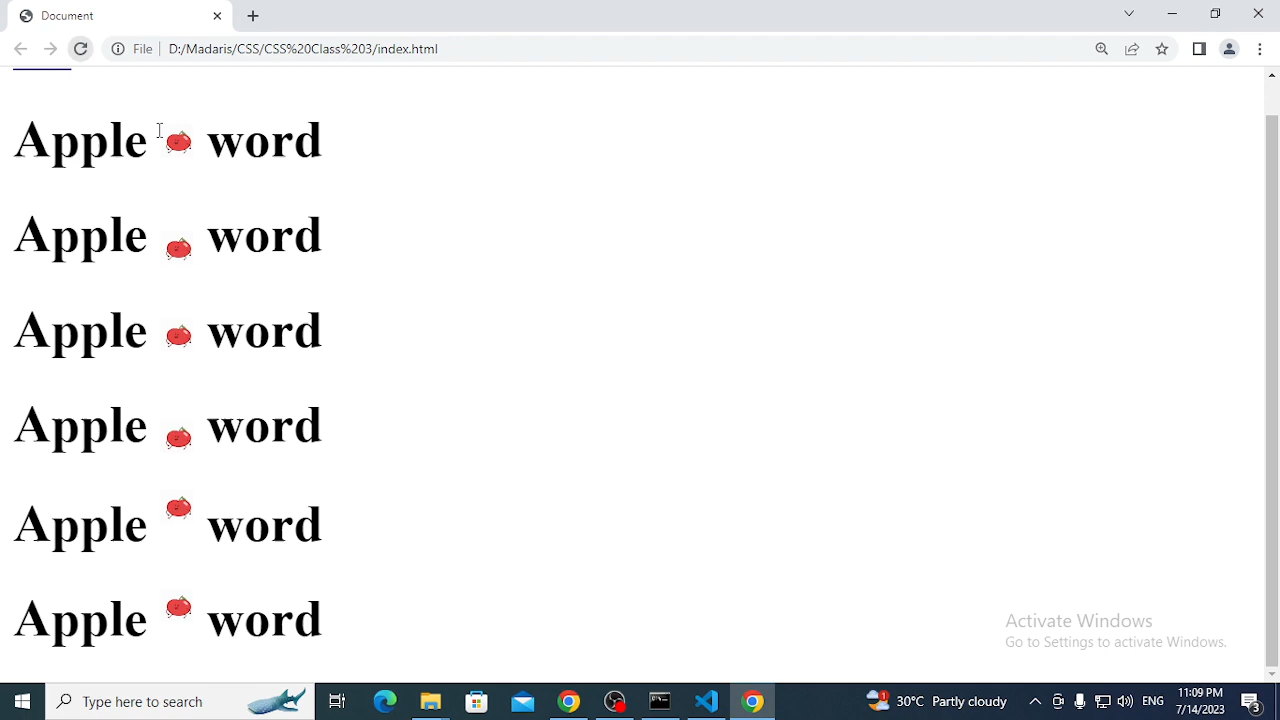 Document
File
D:/Madaris/CSS/CSS%20Class%203/index.html
Apple word
Apple word
Apple word
Apple word
Apple word
Apple word
Activate Windows
Go to Settings to activate Windows.
Type here to search
1
30°C Partly cloudy
ENG
11:09 PM
7/14/2023
3